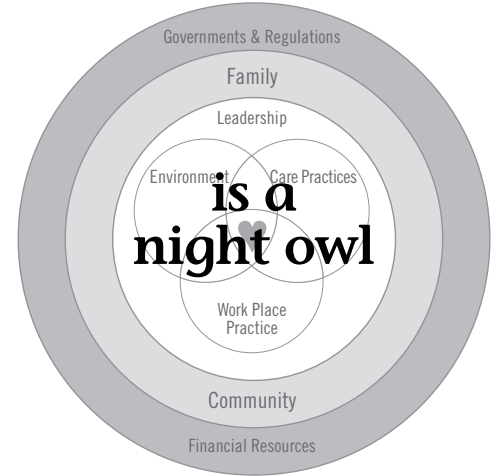 Governments & Regulations
Family
Leadership
Environment Care Practices
is a
night owl
Work Place
Practice
Community
Financial Resources